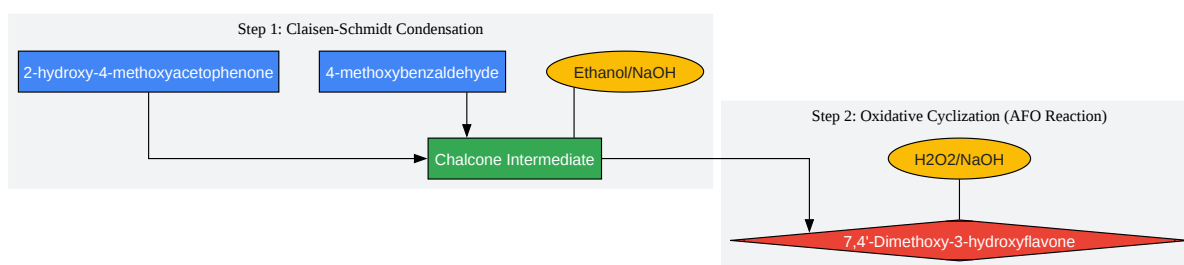 Step 1: Claisen-Schmidt Condensation
2-hydroxy-4-methoxyacetophenone
4-methoxybenzaldehyde
Ethanol/NaOH
Chalcone Intermediate
Step 2: Oxidative Cyclization (AFO Reaction)
H2O2/NaOH
7,4'-Dimethoxy-3-hydroxyflavone